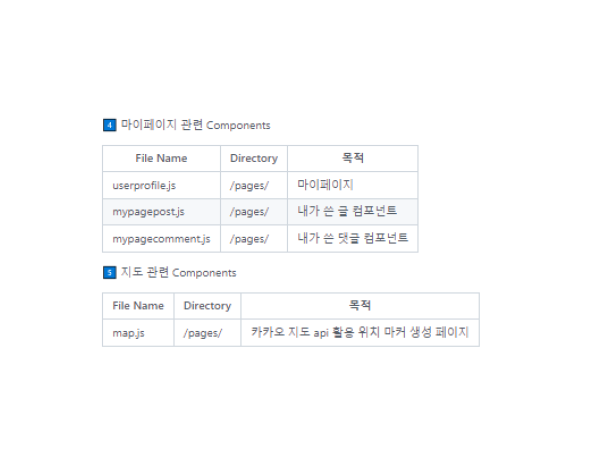 4 마이페이지 관련 Components
File Name Directory 목적
userprofile.js /pages/ 마이페이지
mypagepost.js /pages/ 내가 쓴 글 컴포넌트
mypagecomment.js /pages/ 내가 쓴 댓글 컴포넌트
5 지도 관련 Components
File Name Directory 목적
map.js /pages/ 카카오 지도 api 활용 위치 마커 생성 페이지